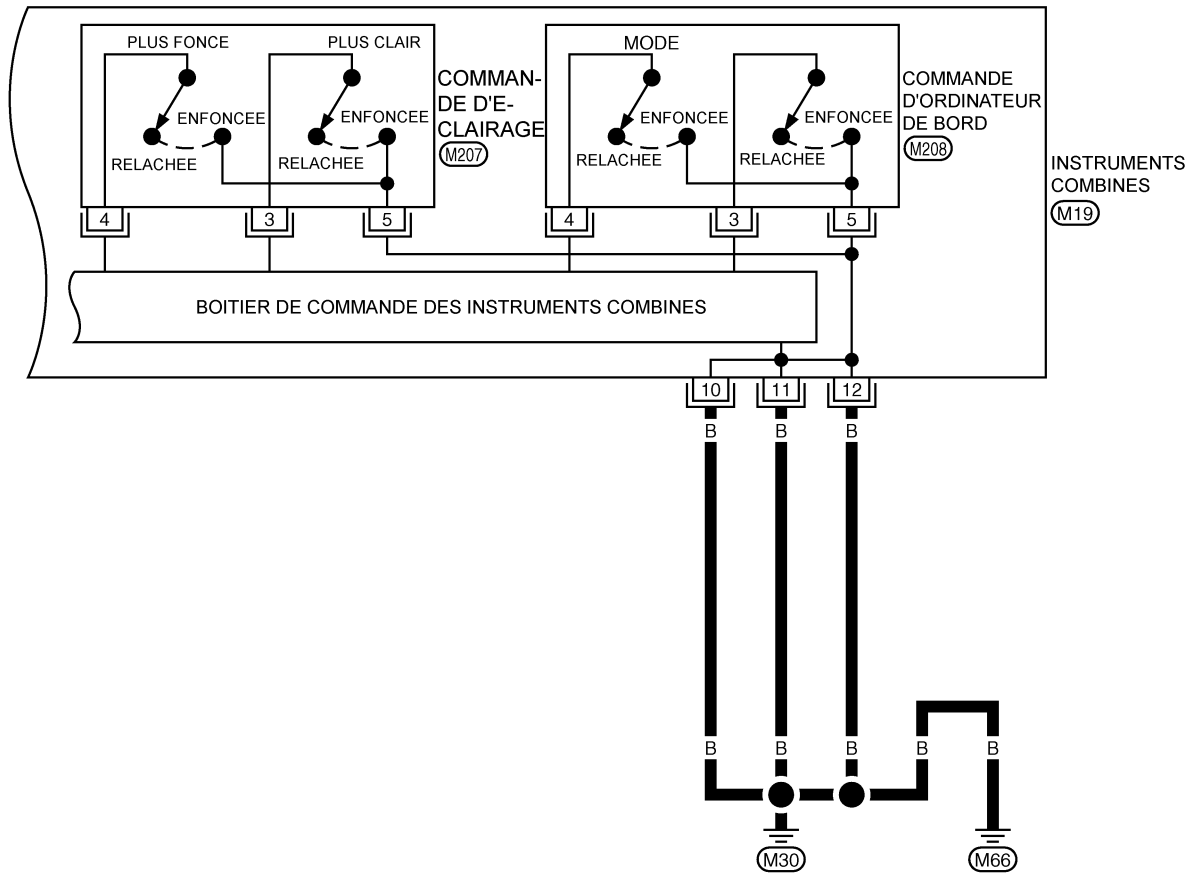 PLUS FONCE
PLUS CLAIR
ENFONCEE
ENFONCEE
RELACHEE
RELACHEE
COMMAN-
DE D'E-
CLAIRAGE
M207
MODE
ENFONCEE
ENFONCEE
RELACHEE
RELACHEE
COMMANDE
D'ORDINATEUR
DE BORD
M208
INSTRUMENTS
COMBINES
M19
4
3
5
4
3
5
BOITIER DE COMMANDE DES INSTRUMENTS COMBINES
10
11
12
B
B
B
B
B
B
B
B
M30
M66